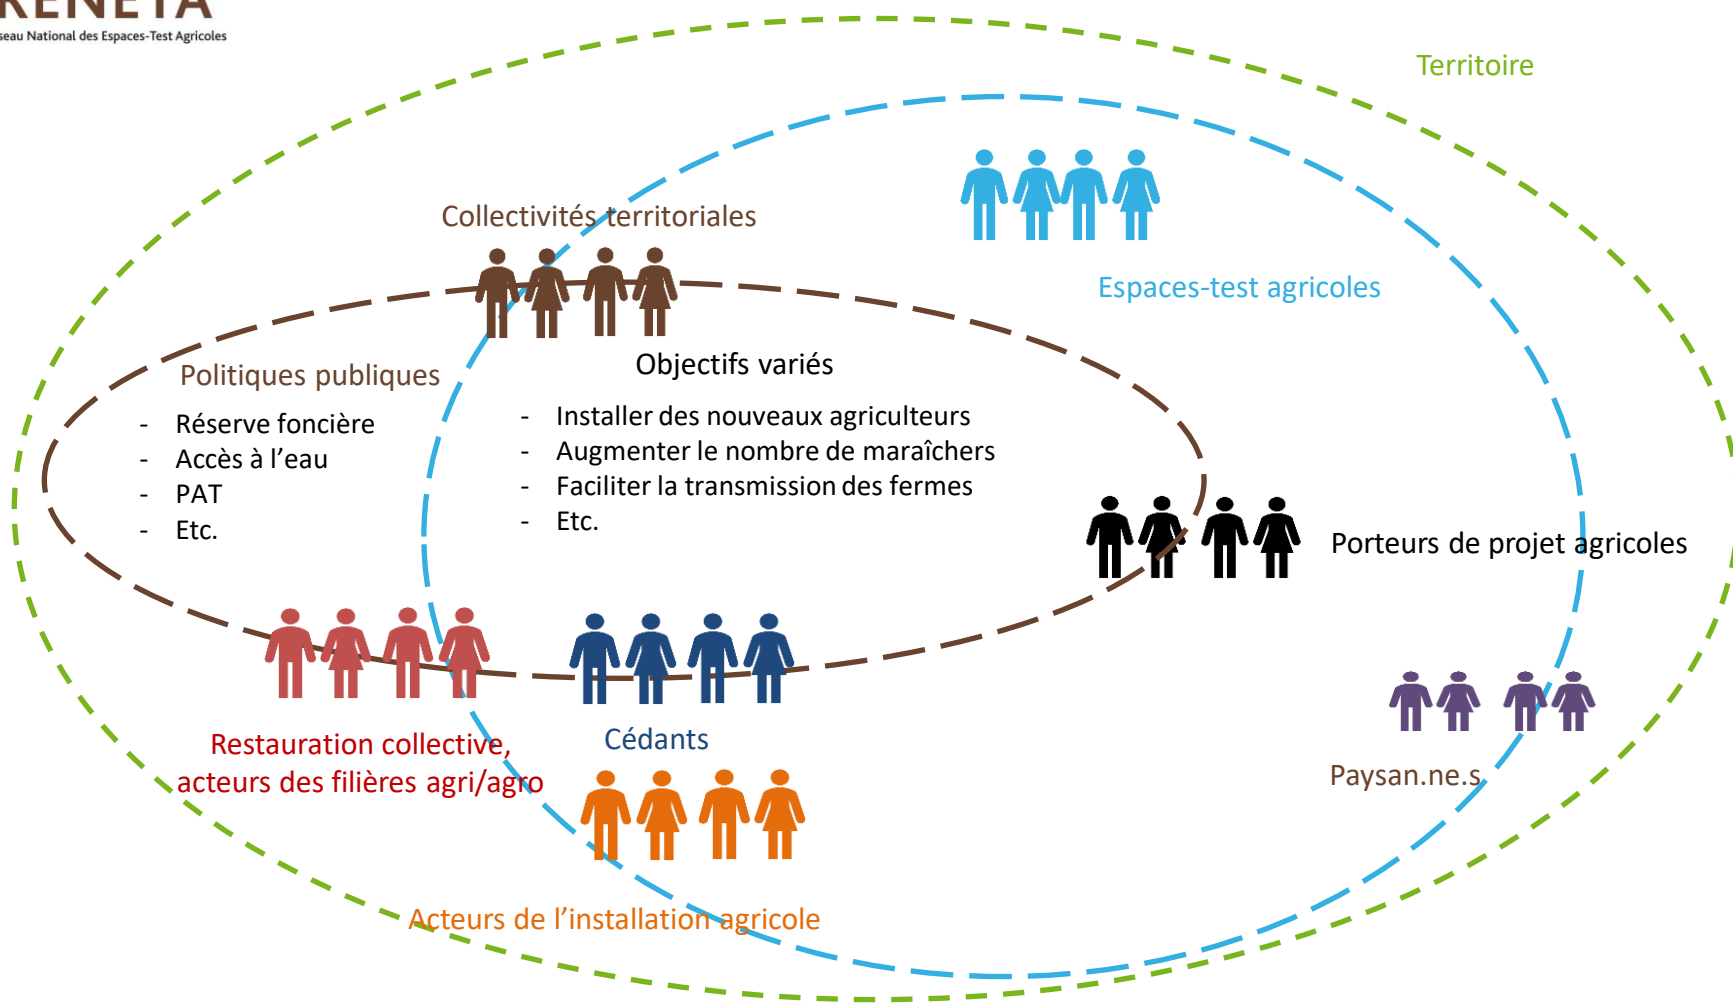 RENETA
seau National des Espaces-Test Agricoles
Territoire
Collectivités territoriales
Espaces-test agricoles
Politiques publiques
- Réserve foncière
- Accès à l'eau
- PAT
- Etc.
Objectifs variés
- Installer des nouveaux agriculteurs
- Augmenter le nombre de maraîchers
- Faciliter la transmission des fermes
- Etc.
Porteurs de projet agricoles
Restauration collective,
acteurs des filières agri/agro
Cédants
Paysan.ne.s
Acteurs de l'installation agricole